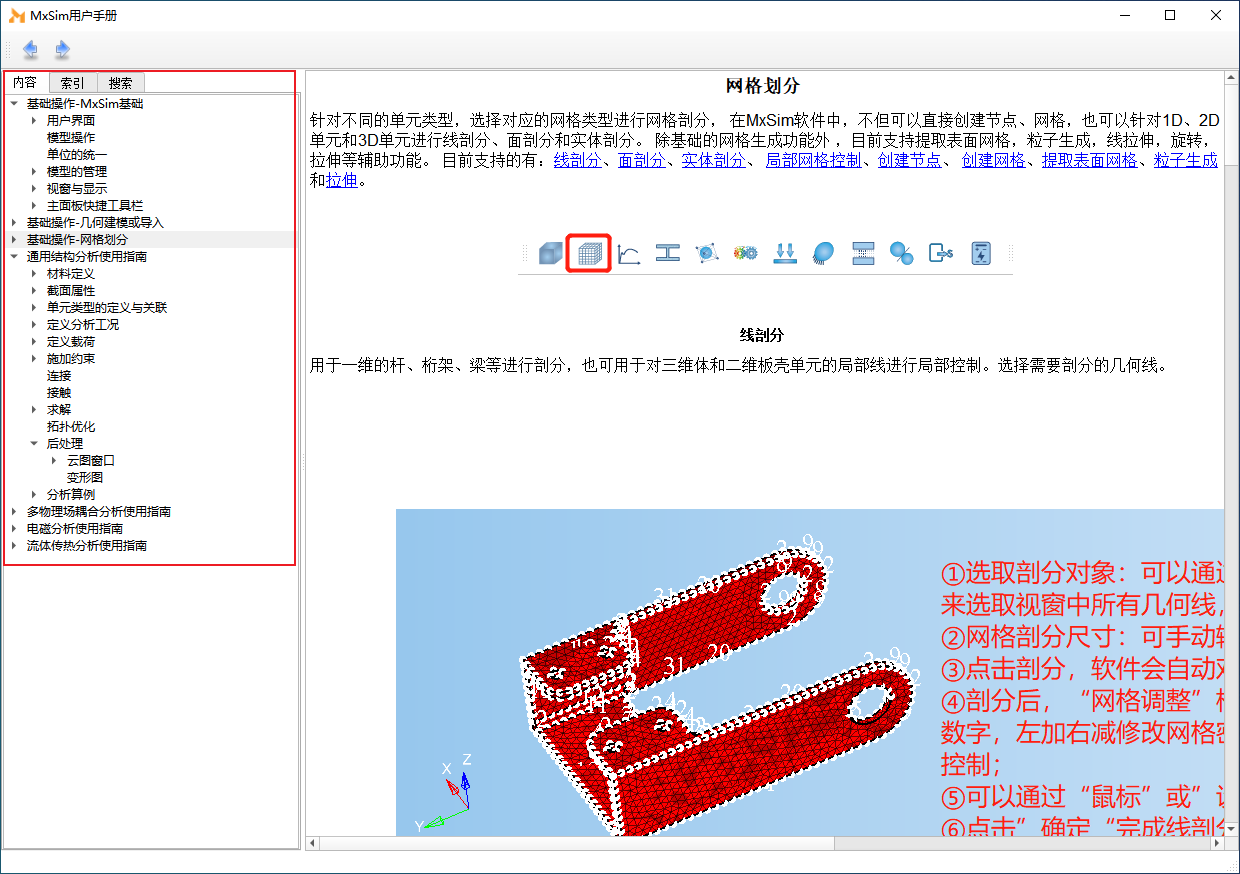 MxSim用户手册
内容 索引 搜索
基础操作-MxSim基础
用户界面
模型操作
单位的统一
模型的管理
视窗与显示
主面板快捷工具栏
基础操作-几何建模或导入
基础操作-网格划分
通用结构分析使用指南
材料定义
截面属性
单元类型的定义与关联
定义分析工况
定义载荷
施加约束
连接
接触
求解
拓扑优化
后处理
云图窗口
变形图
分析算例
多物理场耦合分析使用指南
电磁分析使用指南
流体传热分析使用指南
网格划分
针对不同的单元类型，选择对应的网格类型进行网格剖分， 在MxSim软件中，不但可以直接创建节点、网格，也可以针对1D、2D
单元和3D单元进行线剖分、面剖分和实体剖分。 除基础的网格生成功能外 ，目前支持提取表面网格，粒子生成，线拉伸，旋转，
拉伸等辅助功能。 目前支持的有：线剖分、面剖分、实体剖分、 局部网格控制、创建节点、 创建网格、提取表面网格、粒子生成
和拉伸。
线剖分
用于一维的杆、桁架、梁等进行剖分，也可用于对三维体和二维板壳单元的局部线进行局部控制。选择需要剖分的几何线。
①选取剖分对象：可以通过
来选取视窗中所有几何线，
②网格剖分尺寸：可手动输
③点击剖分，软件会自动对
④剖分后，“网格调整”
数字，左加右减修改网格密
控制；
⑤可以通过“鼠标”或”
⑥点击”确定“完成线剖分
31 20
31 20
X Z
Y